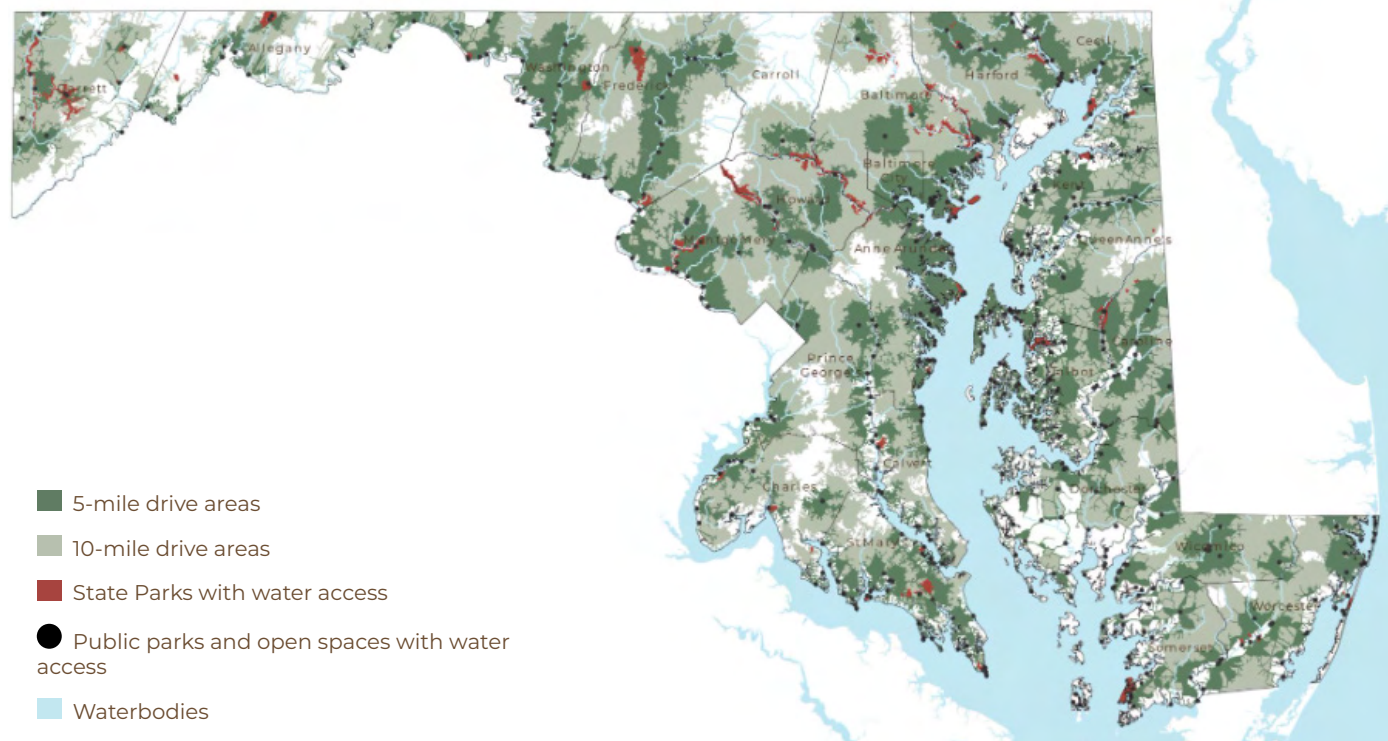 Allegany
Cecil
Washington
Carroll
Harford
Garrett
Frederick
Baltimore
Baltimore
City
Kent
Howard
Montgomery
Anne Arundel
Queen Anne's
Caroline
Prince
George's
Talbot
Calvert
Charles
Dorchester
St Mary's
Wicomico
Worcester
Somerset
5-mile drive areas
10-mile drive areas
State Parks with water access
Public parks and open spaces with water
access
Waterbodies